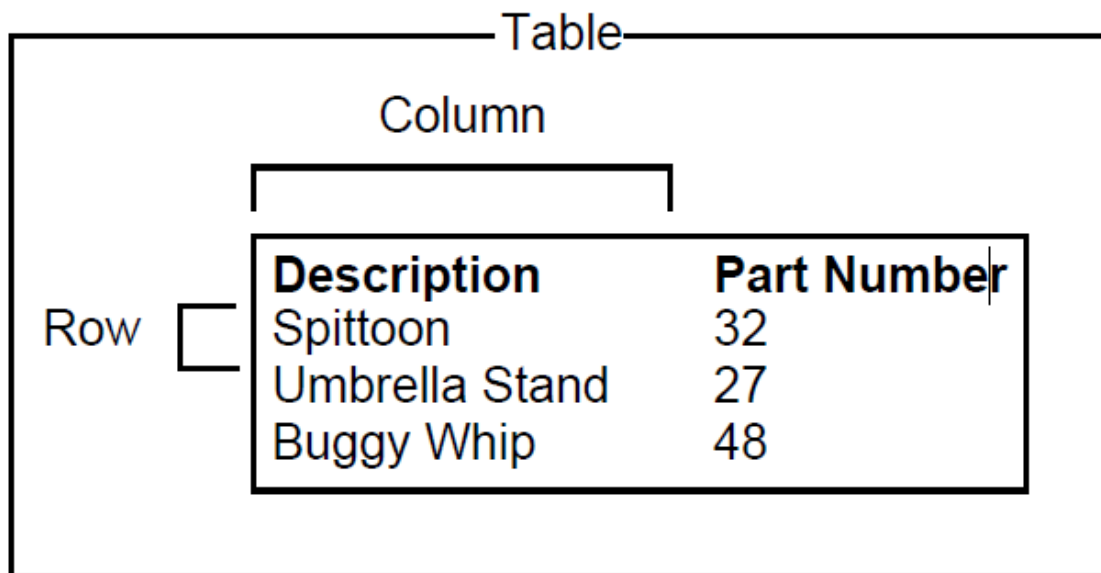 Table
Column
Description Part Number
Row Spittoon 32
Umbrella Stand 27
Buggy Whip 48